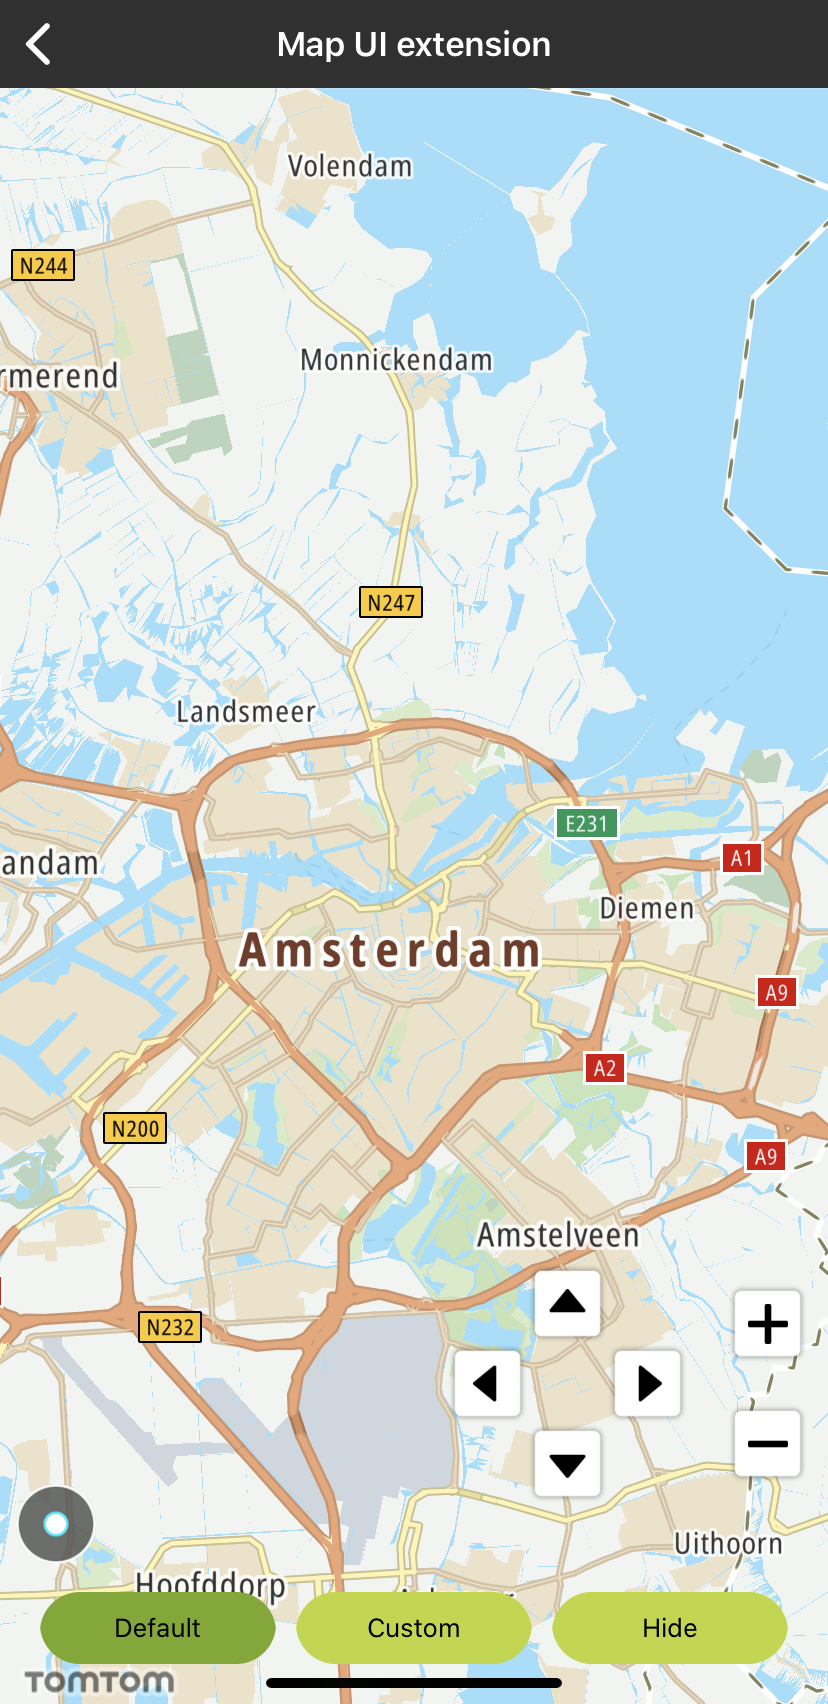 Map UI extension
Volendam
N244
Monnickendam
rmerend
N247
Landsmeer
E231
A1
andam
Diemen
Amsterdam
A9
A2
N200
A9
Amstelveen
N232
Uithoorn
Hoofddorp
Default
Custom
Hide
TOMTOM